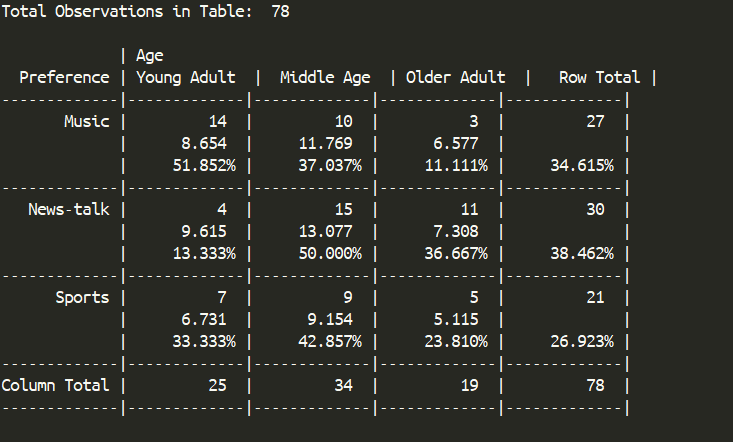 Total Observations in Table:  78
             | Age
  Preference | Young Adult  |  Middle Age  | Older Adult  |   Row Total |
-------------|-------------|-------------|-------------|-------------|
       Music |         14  |         10  |          3  |         27  |
             |      8.654  |     11.769  |      6.577  |             |
             |     51.852% |     37.037% |     11.111% |     34.615% |
-------------|-------------|-------------|-------------|-------------|
   News-talk |          4  |         15  |         11  |         30  |
             |      9.615  |     13.077  |      7.308  |             |
             |     13.333% |     50.000% |     36.667% |     38.462% |
-------------|-------------|-------------|-------------|-------------|
      Sports |          7  |          9  |          5  |         21  |
             |      6.731  |      9.154  |      5.115  |             |
             |     33.333% |     42.857% |     23.810% |     26.923% |
-------------|-------------|-------------|-------------|-------------|
Column Total |         25  |         34  |         19  |         78  |
-------------|-------------|-------------|-------------|-------------|